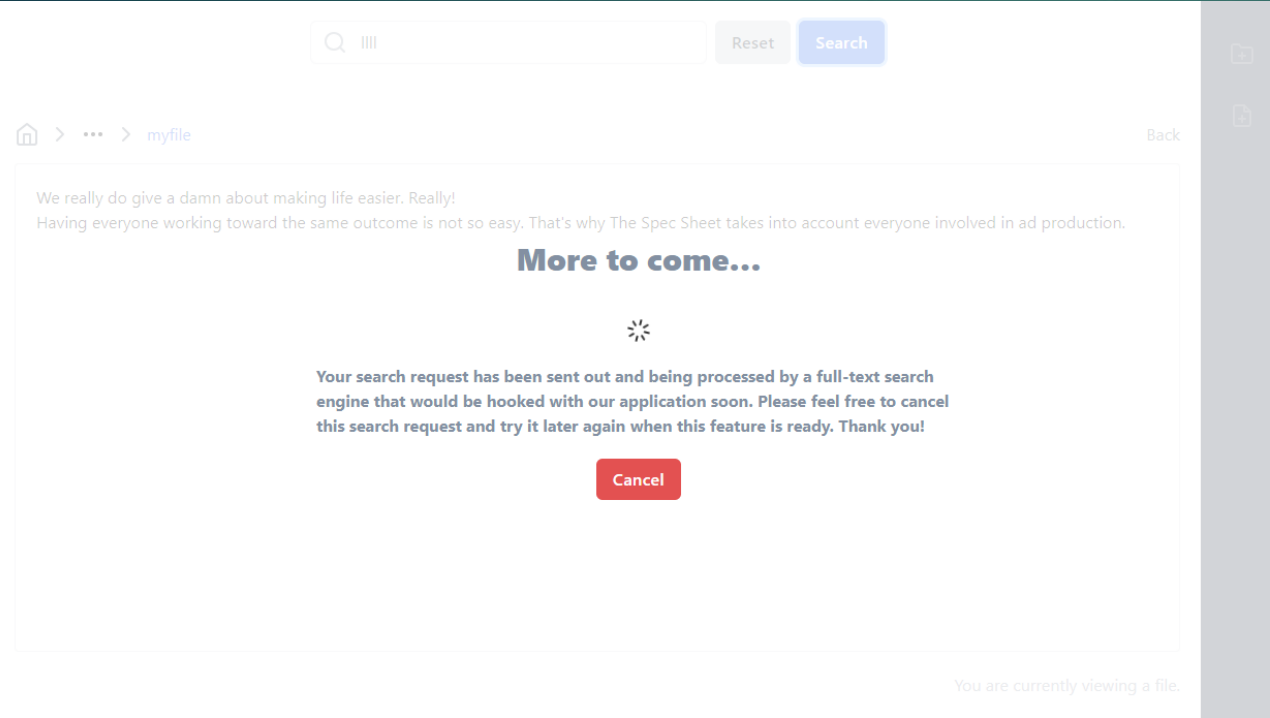 llll
Reset
Search
myfile
Back
We really do give a damn about making life easier. Really!
Having everyone working toward the same outcome is not so easy. That's why The Spec Sheet takes into account everyone involved in ad production.
More to come...
Your search request has been sent out and being processed by a full-text search
engine that would be hooked with our application soon. Please feel free to cancel
this search request and try it later again when this feature is ready. Thank you!
Cancel
You are currently viewing a file.